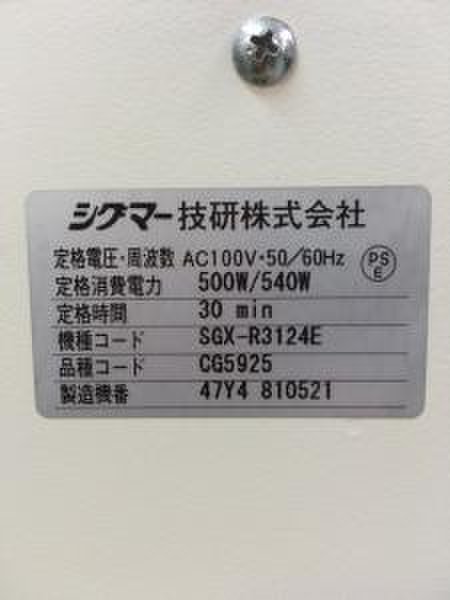 シグマー技研株式会社
定格電圧・周波数 AC100V・50/60Hz
PS
E
定格消費電力 500W/540W
定格時間 30 min
機種コード SGX-R3124E
品種コード CG5925
製造機番 47Y4 810521